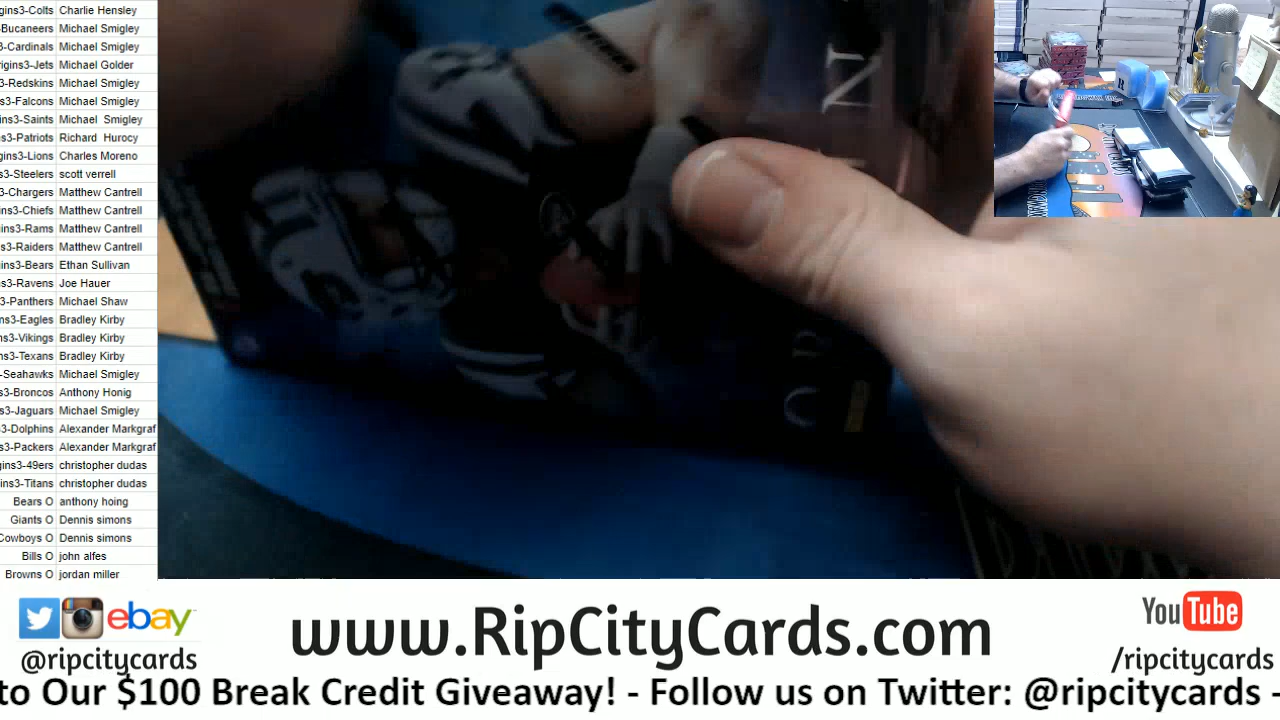 gins3-Colts Charlie Hensley
-Bucaneers Michael Smigley
3-Cardinals Michael Smigley
rigins3-Jets Michael Golder
3-Redskins Michael Smigley
s3-Falcons Michael Smigley
ns3-Saints Michael Smigley
s3-Patriots Richard Hurocy
gins3-Lions Charles Moreno
s3-Steelers scott verrell
3-Chargers Matthew Cantrell
ns3-Chiefs Matthew Cantrell
ins3-Rams Matthew Cantrell
s3-Raiders Matthew Cantrell
ins3-Bears Ethan Sullivan
s3-Ravens Joe Hauer
3-Panthers Michael Shaw
ns3-Eagles Bradley Kirby
ns3-Vikings Bradley Kirby
ns3-Texans Bradley Kirby
-Seahawks Michael Smigley
s3-Broncos Anthony Honig
s3-Jaguars Michael Smigley
3-Dolphins Alexander Markgraf
s3-Packers Alexander Markgraf
gins3-49ers christopher dudas
ins3-Titans christopher dudas
Bears O anthony hoing
Giants O Dennis simons
Cowboys O Dennis simons
Bills O john alfes
Browns O jordan miller
ebay
@ripcitycards
www.RipCityCards.com
YouTube
/ripcitycards
to Our $100 Break Credit Giveaway! - Follow us on Twitter: @ripcitycards -